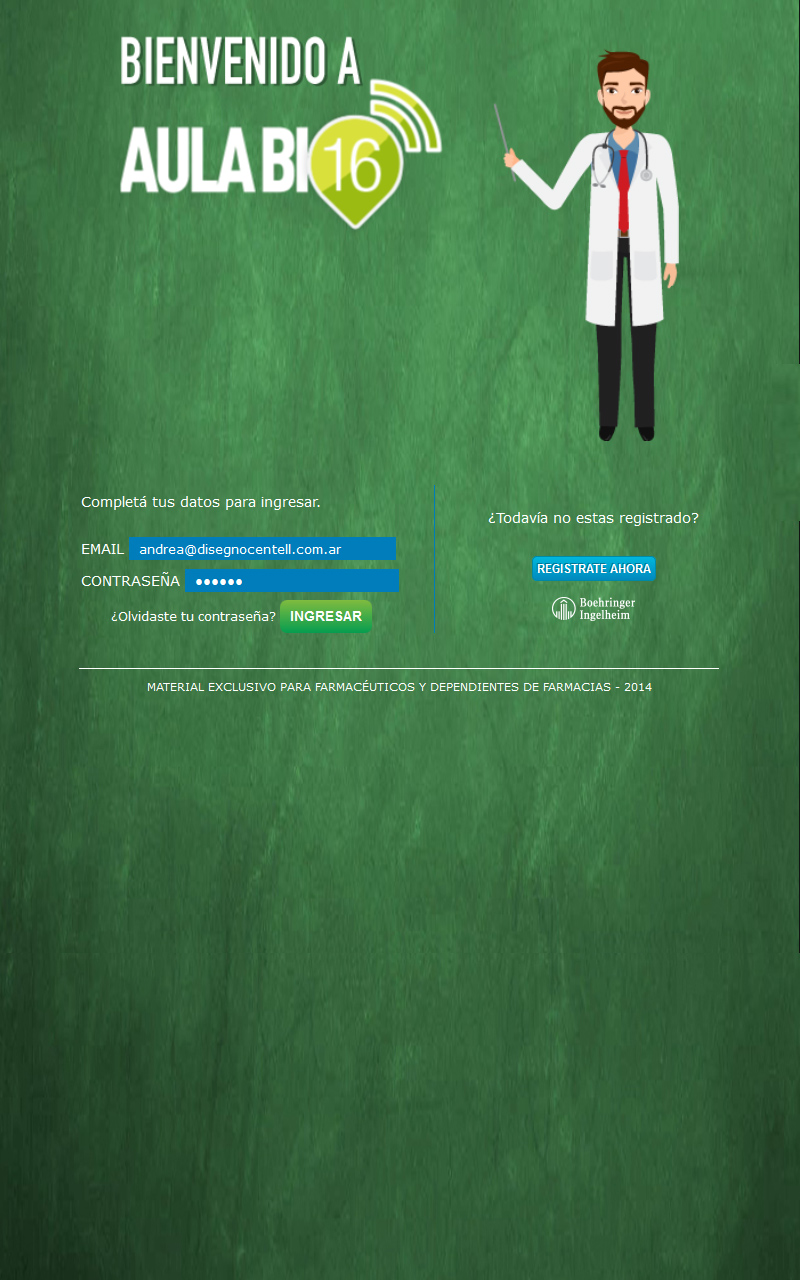 BIENVENIDO A
AULA BI 16
Completá tus datos para ingresar.
EMAIL andrea@disegnocentell.com.ar
CONTRASEÑA ••••••
¿Olvidaste tu contraseña? INGRESAR
¿Todavía no estas registrado?
REGISTRATE AHORA
Boehringer
Ingelheim
MATERIAL EXCLUSIVO PARA FARMACÉUTICOS Y DEPENDIENTES DE FARMACIAS - 2014